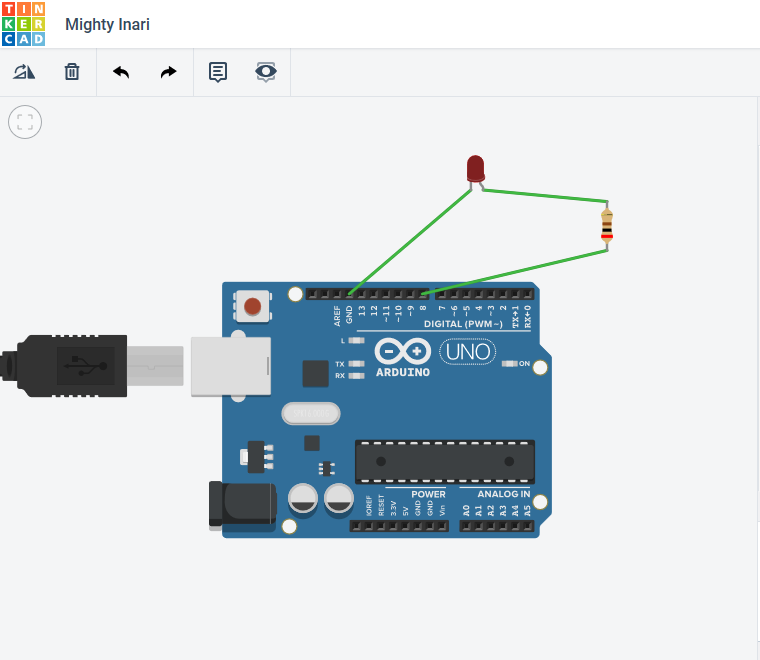 TIN
KER
CAD
Mighty Inari
AREF
GND
13
12
~11
~10
~9
8
7
~6
~5
4
~3
2
TX→1
RX←0
DIGITAL (PWM~)
L
TX
RX
UNO
ARDUINO
ON
POWER
ANALOG IN
IOREF
RESET
3.3V
5V
GND
GND
Vin
A0
A1
A2
A3
A4
A5